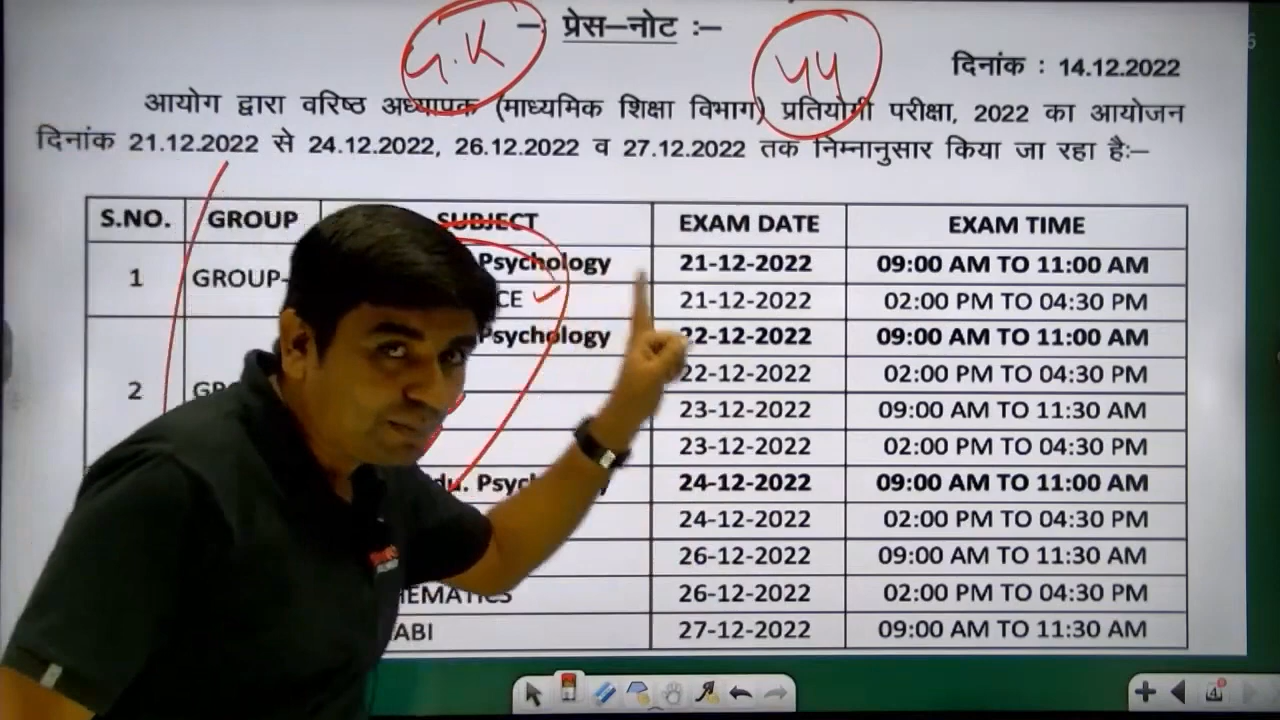 –: प्रेस–नोट :–
G.K
44
दिनांक : 14.12.2022
आयोग द्वारा वरिष्ठ अध्यापक (माध्यमिक शिक्षा विभाग) प्रतियोगी परीक्षा, 2022 का आयोजन
दिनांक 21.12.2022 से 24.12.2022, 26.12.2022 व 27.12.2022 तक निम्नानुसार किया जा रहा है:–
S.NO. GROUP SUBJECT EXAM DATE EXAM TIME
1 GROUP- Psychology 21-12-2022 09:00 AM TO 11:00 AM
CE 21-12-2022 02:00 PM TO 04:30 PM
2 Psychology 22-12-2022 09:00 AM TO 11:00 AM
22-12-2022 02:00 PM TO 04:30 PM
23-12-2022 09:00 AM TO 11:30 AM
23-12-2022 02:00 PM TO 04:30 PM
24-12-2022 09:00 AM TO 11:00 AM
24-12-2022 02:00 PM TO 04:30 PM
26-12-2022 09:00 AM TO 11:30 AM
HEMATICS 26-12-2022 02:00 PM TO 04:30 PM
ABI 27-12-2022 09:00 AM TO 11:30 AM